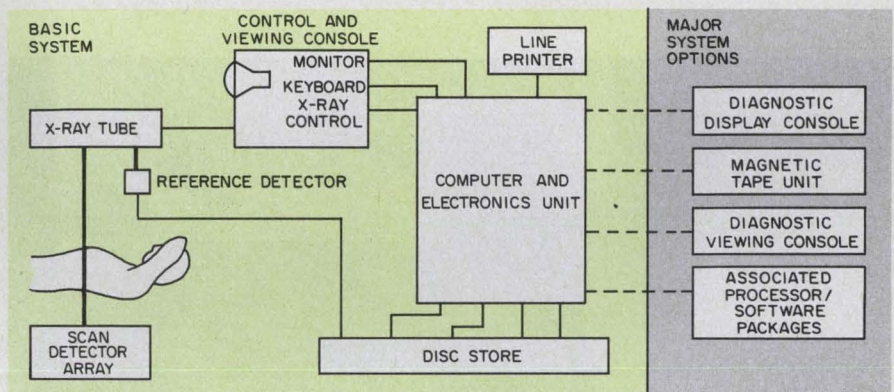 BASIC
SYSTEM
CONTROL AND
VIEWING CONSOLE
MONITOR
KEYBOARD
X-RAY
CONTROL
LINE
PRINTER
X-RAY TUBE
REFERENCE DETECTOR
COMPUTER AND
ELECTRONICS UNIT
SCAN
DETECTOR
ARRAY
DISC STORE
MAJOR
SYSTEM
OPTIONS
DIAGNOSTIC
DISPLAY CONSOLE
MAGNETIC
TAPE UNIT
DIAGNOSTIC
VIEWING CONSOLE
ASSOCIATED
PROCESSOR/
SOFTWARE
PACKAGES